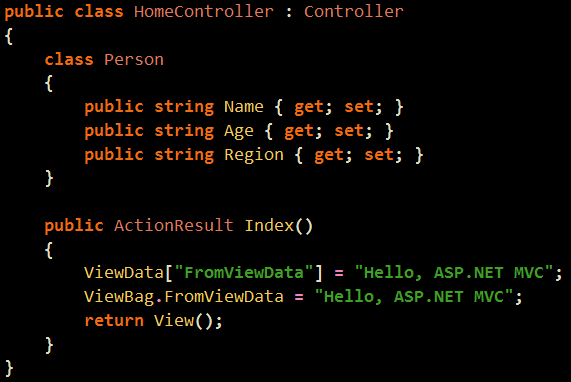 public class HomeController : Controller
{
    class Person
    {
        public string Name { get; set; }
        public string Age { get; set; }
        public string Region { get; set; }
    }

    public ActionResult Index()
    {
        ViewData["FromViewData"] = "Hello, ASP.NET MVC";
        ViewBag.FromViewData = "Hello, ASP.NET MVC";
        return View();
    }
}